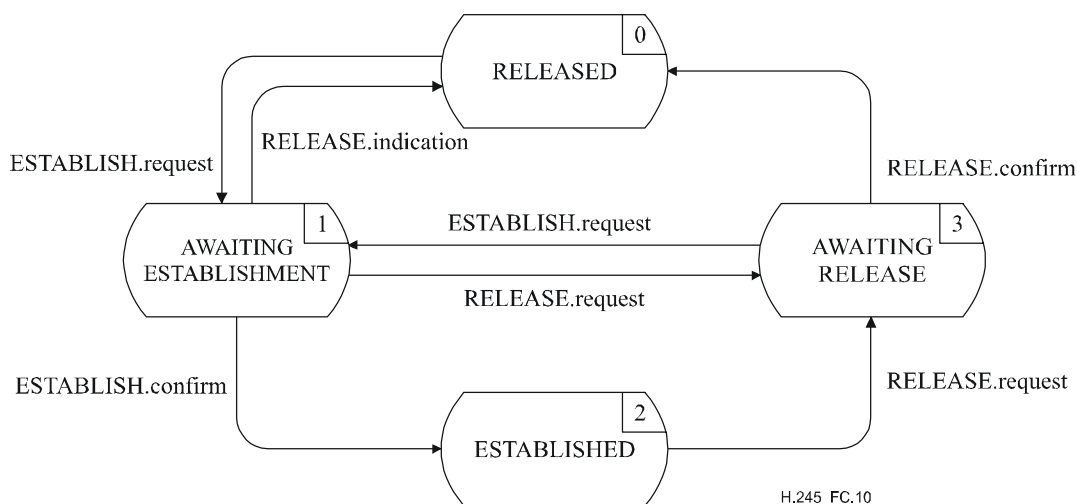 0
RELEASED
RELEASE.indication
ESTABLISH.request
RELEASE.confirm
1
AWAITING
ESTABLISHMENT
ESTABLISH.request
RELEASE.request
3
AWAITING
RELEASE
ESTABLISH.confirm
RELEASE.request
2
ESTABLISHED
H.245_FC.10